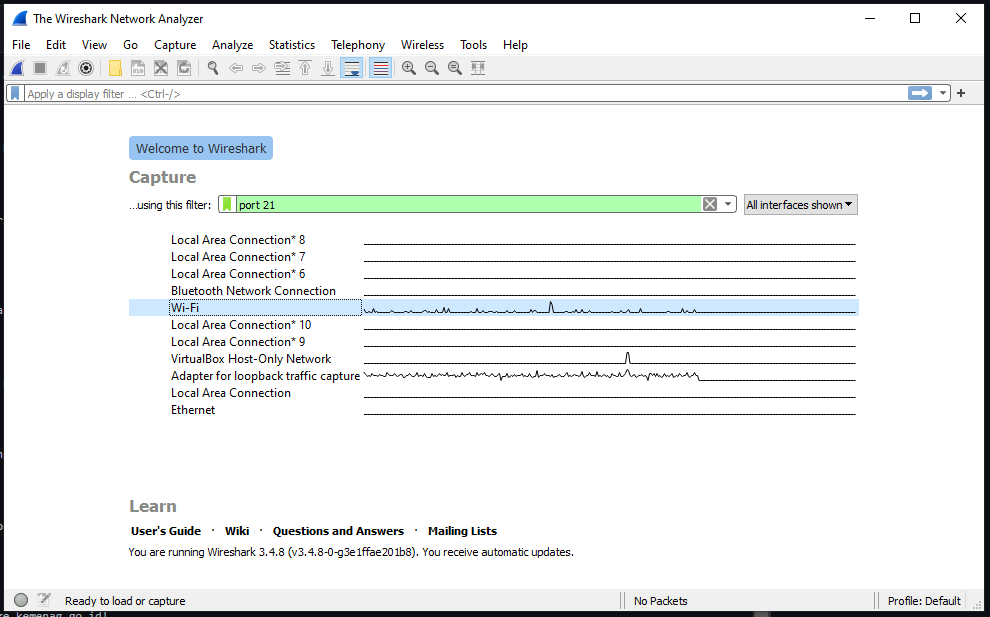 The Wireshark Network Analyzer
File Edit View Go Capture Analyze Statistics Telephony Wireless Tools Help
Apply a display filter ... <Ctrl-/>
Welcome to Wireshark
Capture
...using this filter: port 21 All interfaces shown
Local Area Connection* 8
Local Area Connection* 7
Local Area Connection* 6
Bluetooth Network Connection
Wi-Fi
Local Area Connection* 10
Local Area Connection* 9
VirtualBox Host-Only Network
Adapter for loopback traffic capture
Local Area Connection
Ethernet
Learn
User's Guide · Wiki · Questions and Answers · Mailing Lists
You are running Wireshark 3.4.8 (v3.4.8-0-g3e1ffae201b8). You receive automatic updates.
Ready to load or capture No Packets Profile: Default